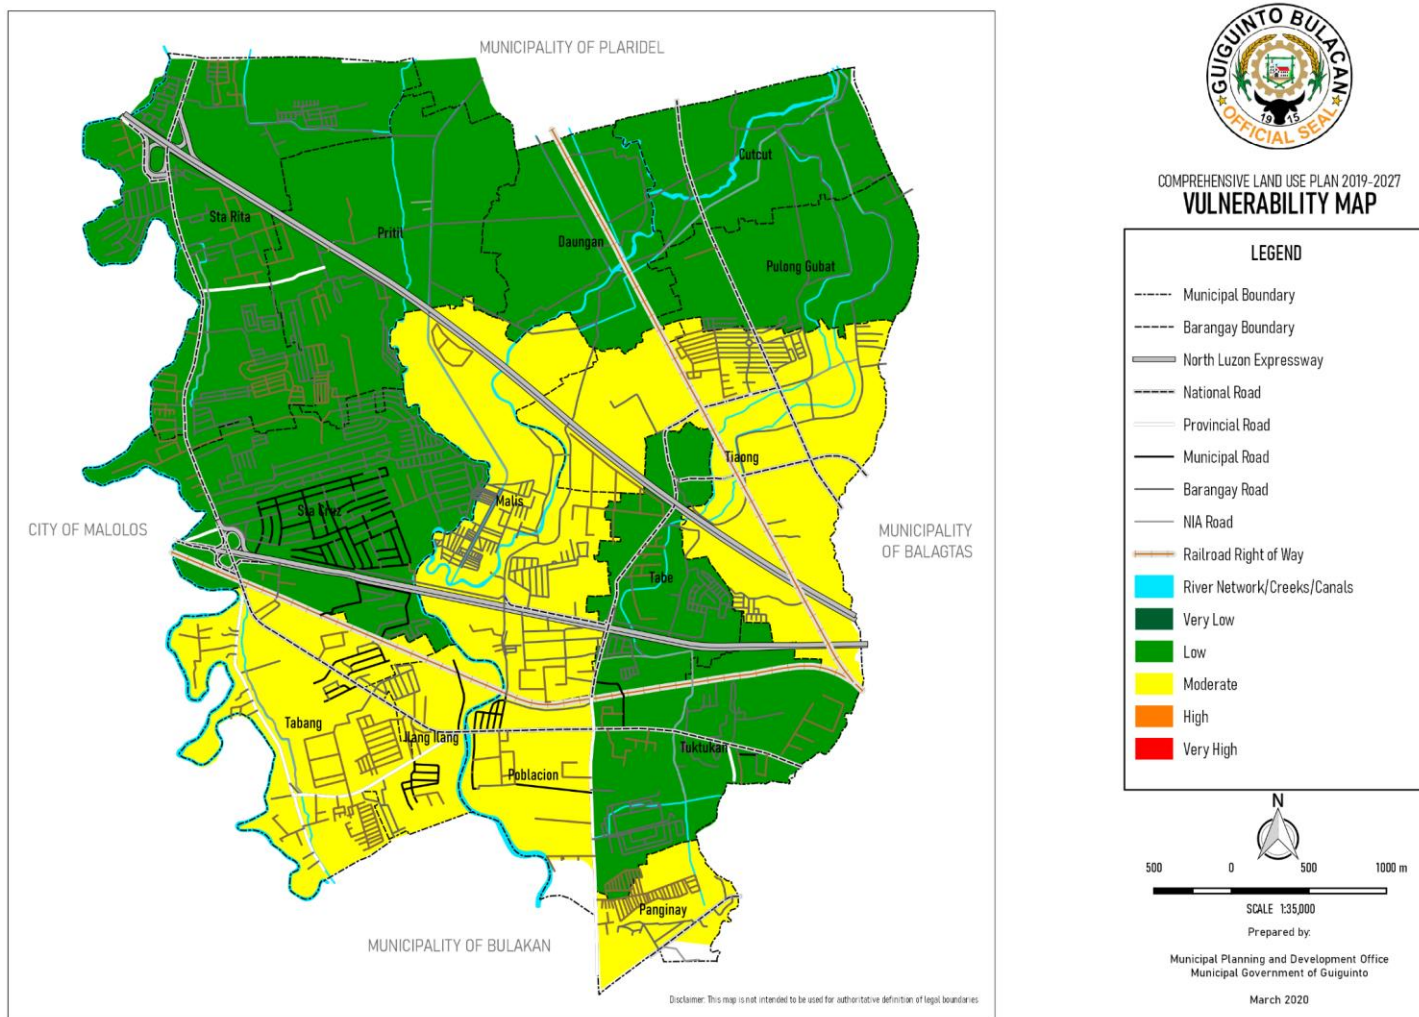 MUNICIPALITY OF PLARIDEL
Cutcut
Sta Rita
Pritil
Daungan
Pulong Gubat
Tiaong
Malis
Sta Cruz
CITY OF MALOLOS
MUNICIPALITY
OF BALAGTAS
Tabe
Tabang
Ilang Ilang
Tuktukan
Poblacion
Panginay
MUNICIPALITY OF BULAKAN
Disclaimer: This map is not intended to be used for authoritative definition of legal boundaries
GUIGUINTO BULACAN
1915
OFFICIAL SEAL
COMPREHENSIVE LAND USE PLAN 2019-2027
VULNERABILITY MAP
LEGEND
Municipal Boundary
Barangay Boundary
North Luzon Expressway
National Road
Provincial Road
Municipal Road
Barangay Road
NIA Road
Railroad Right of Way
River Network/Creeks/Canals
Very Low
Low
Moderate
High
Very High
N
500 0 500 1000 m
SCALE 1:35,000
Prepared by:
Municipal Planning and Development Office
Municipal Government of Guiguinto
March 2020